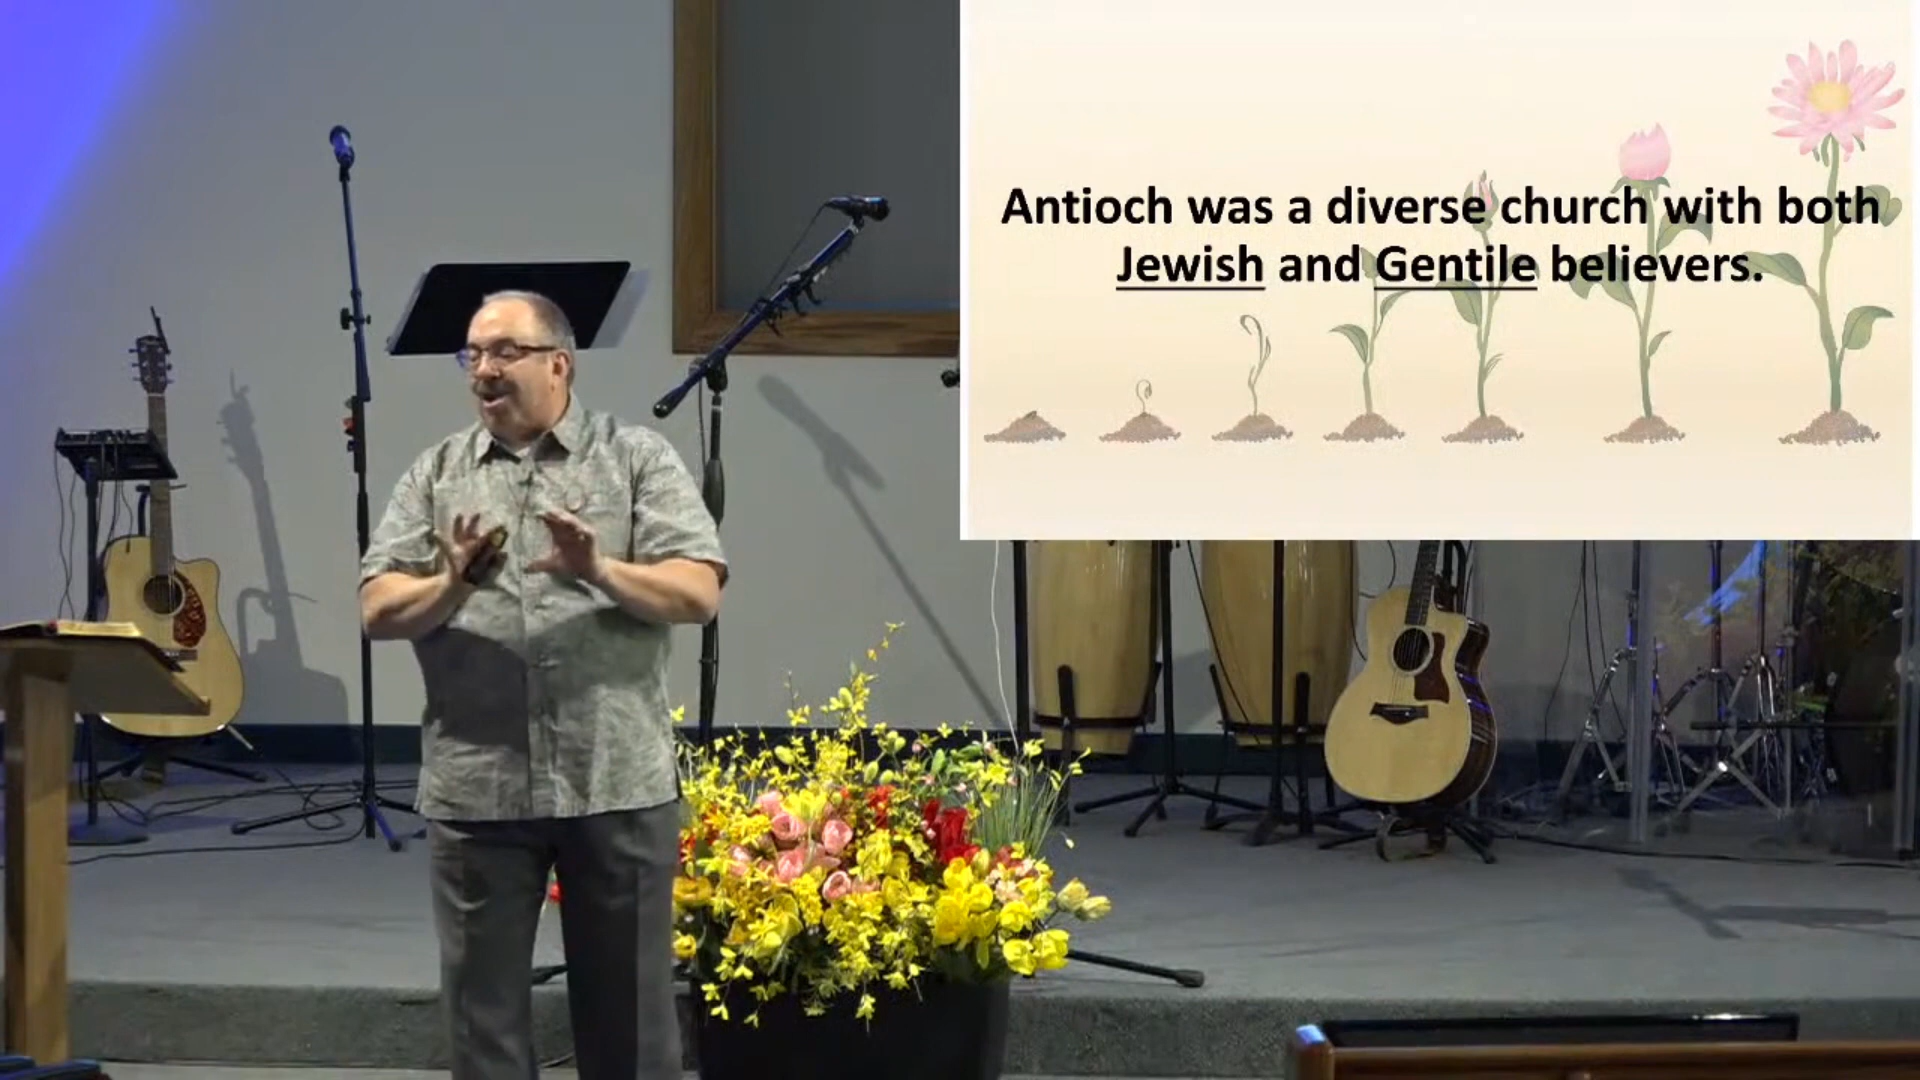 Antioch was a diverse church with both
Jewish and Gentile believers.